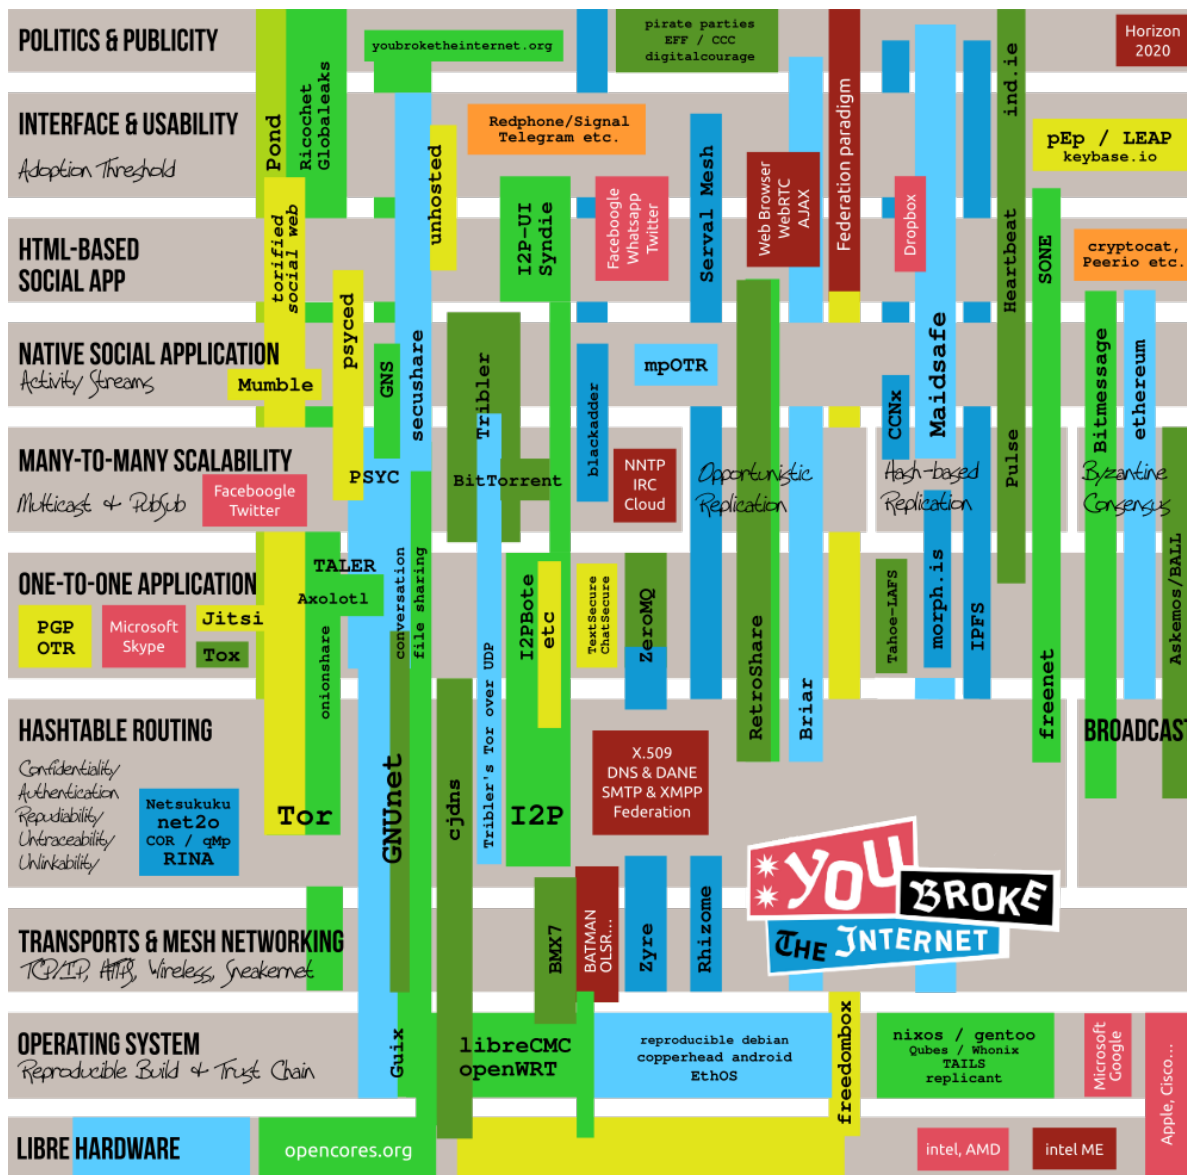 POLITICS & PUBLICITY
youbroketheinternet.org
pirate parties
EFF / CCC
digitalcourage
Horizon
2020
INTERFACE & USABILITY
Adoption Threshold
Pond
Ricochet
Globaleaks
unhosted
Redphone/Signal
Telegram etc.
Serval Mesh
Web Browser
WebRTC
AJAX
Federation paradigm
Dropbox
ind.ie
pEp / LEAP
keybase.io
HTML-BASED
SOCIAL APP
torified
social web
I2P-UI
Syndie
Faceboogle
Whatsapp
Twitter
Heartbeat
SONE
cryptocat,
Peerio etc.
NATIVE SOCIAL APPLICATION
Activity Streams
Mumble
psyced
GNS
secushare
Tribler
blackadder
mpOTR
CCNx
Maidsafe
Bitmessage
ethereum
MANY-TO-MANY SCALABILITY
Multicast & PubSub
Faceboogle
Twitter
PSYC
BitTorrent
NNTP
IRC
Cloud
Opportunistic
Replication
Hash-based
Replication
Pulse
Byzantine
Consensus
ONE-TO-ONE APPLICATION
PGP
OTR
Microsoft
Skype
Jitsi
Tox
TALER
Axolotl
onionshare
conversation
file sharing
Tribler's Tor over UDP
I2PBote
etc
TextSecure
ChatSecure
ZeroMQ
RetroShare
Briar
Tahoe-LAFS
morph.is
IPFS
freenet
Askemos/BALL
HASHTABLE ROUTING
Confidentiality
Authentication
Repudiability
Untraceability
Unlinkability
Netsukuku
net2o
COR / qMp
RINA
Tor
GNUnet
cjdns
I2P
X.509
DNS & DANE
SMTP & XMPP
Federation
BROADCAST
YOU
BROKE
THE INTERNET
TRANSPORTS & MESH NETWORKING
TCP/IP, HTTPS, Wireless, Sneakernet
BMX7
BATMAN
OLSR...
Zyre
Rhizome
OPERATING SYSTEM
Reproducible Build & Trust Chain
Guix
libreCMC
openWRT
reproducible debian
copperhead android
EthOS
freedombox
nixos / gentoo
Qubes / Whonix
TAILS
replicant
Microsoft
Google
Apple, Cisco...
LIBRE HARDWARE
opencores.org
intel, AMD
intel ME